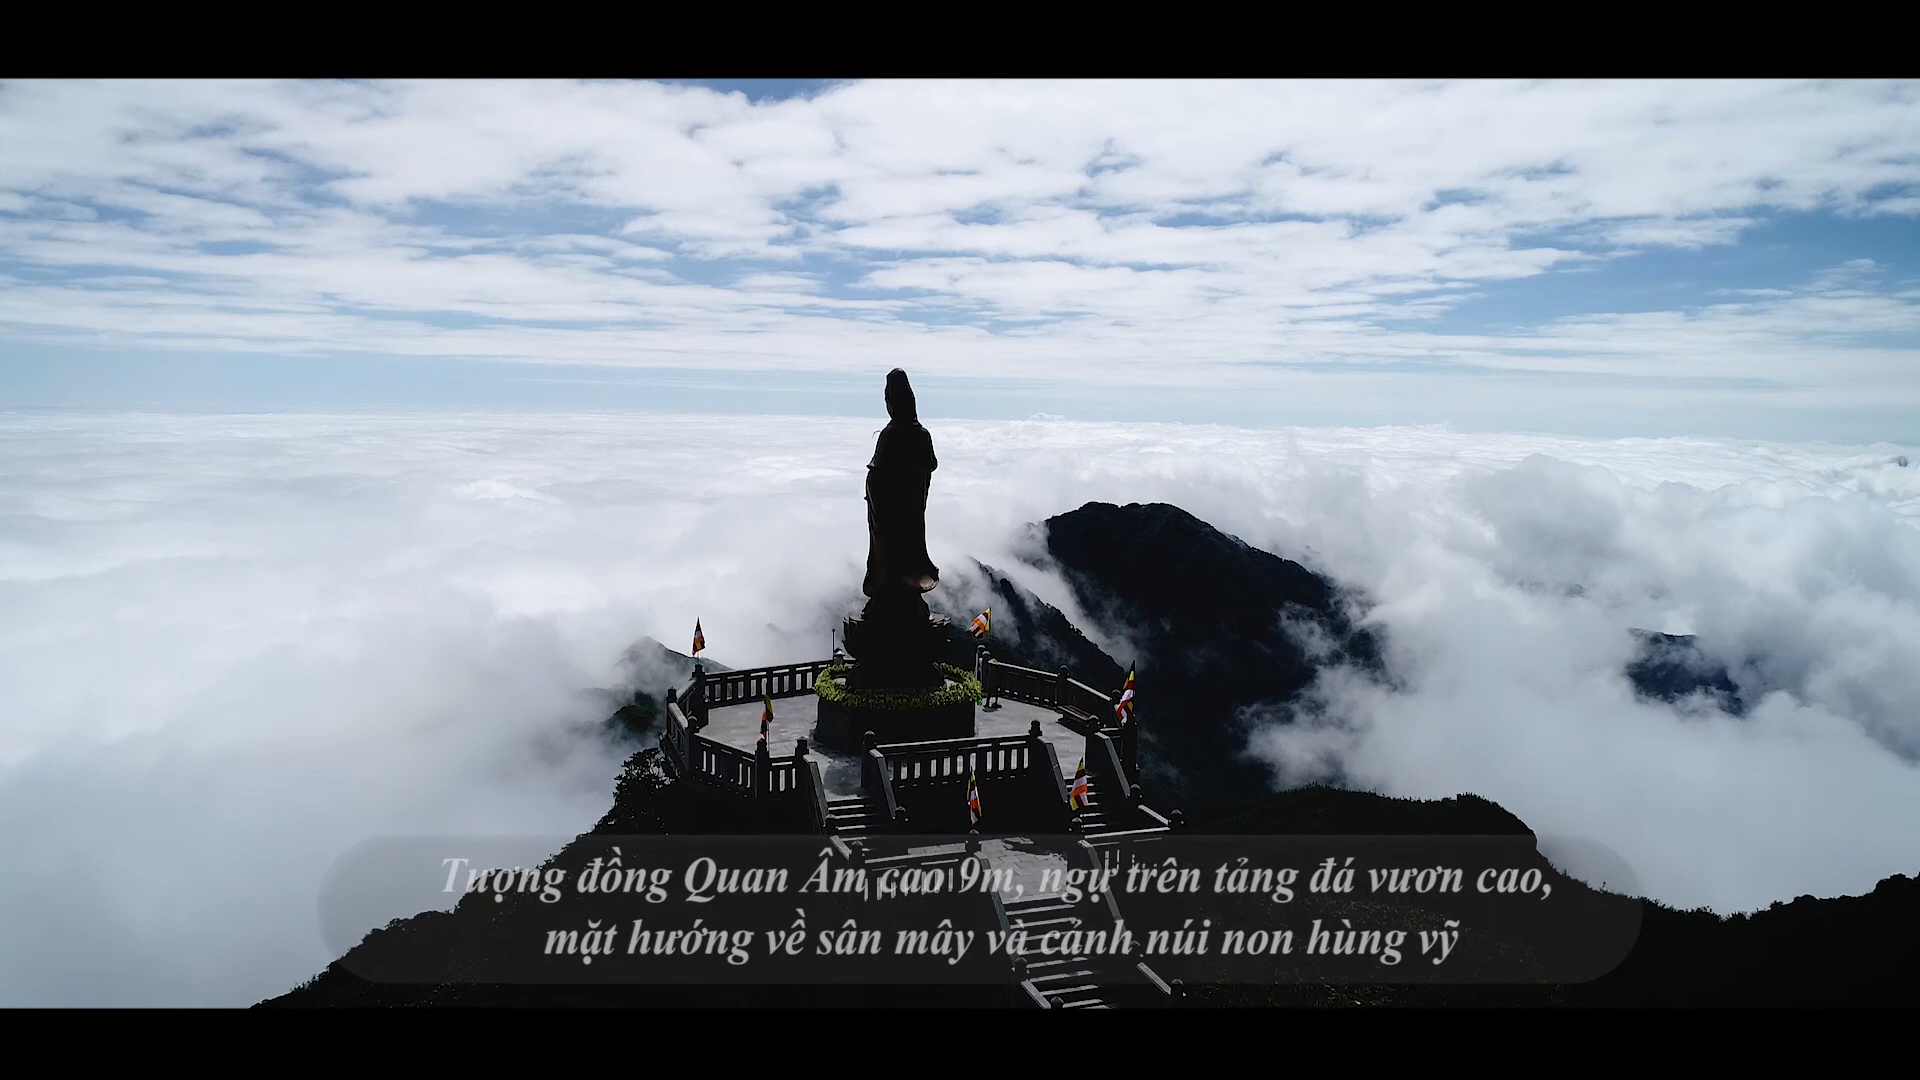 Tượng đồng Quan Âm cao 9m, ngự trên tảng đá vươn cao,
mặt hướng về sân mây và cảnh núi non hùng vỹ